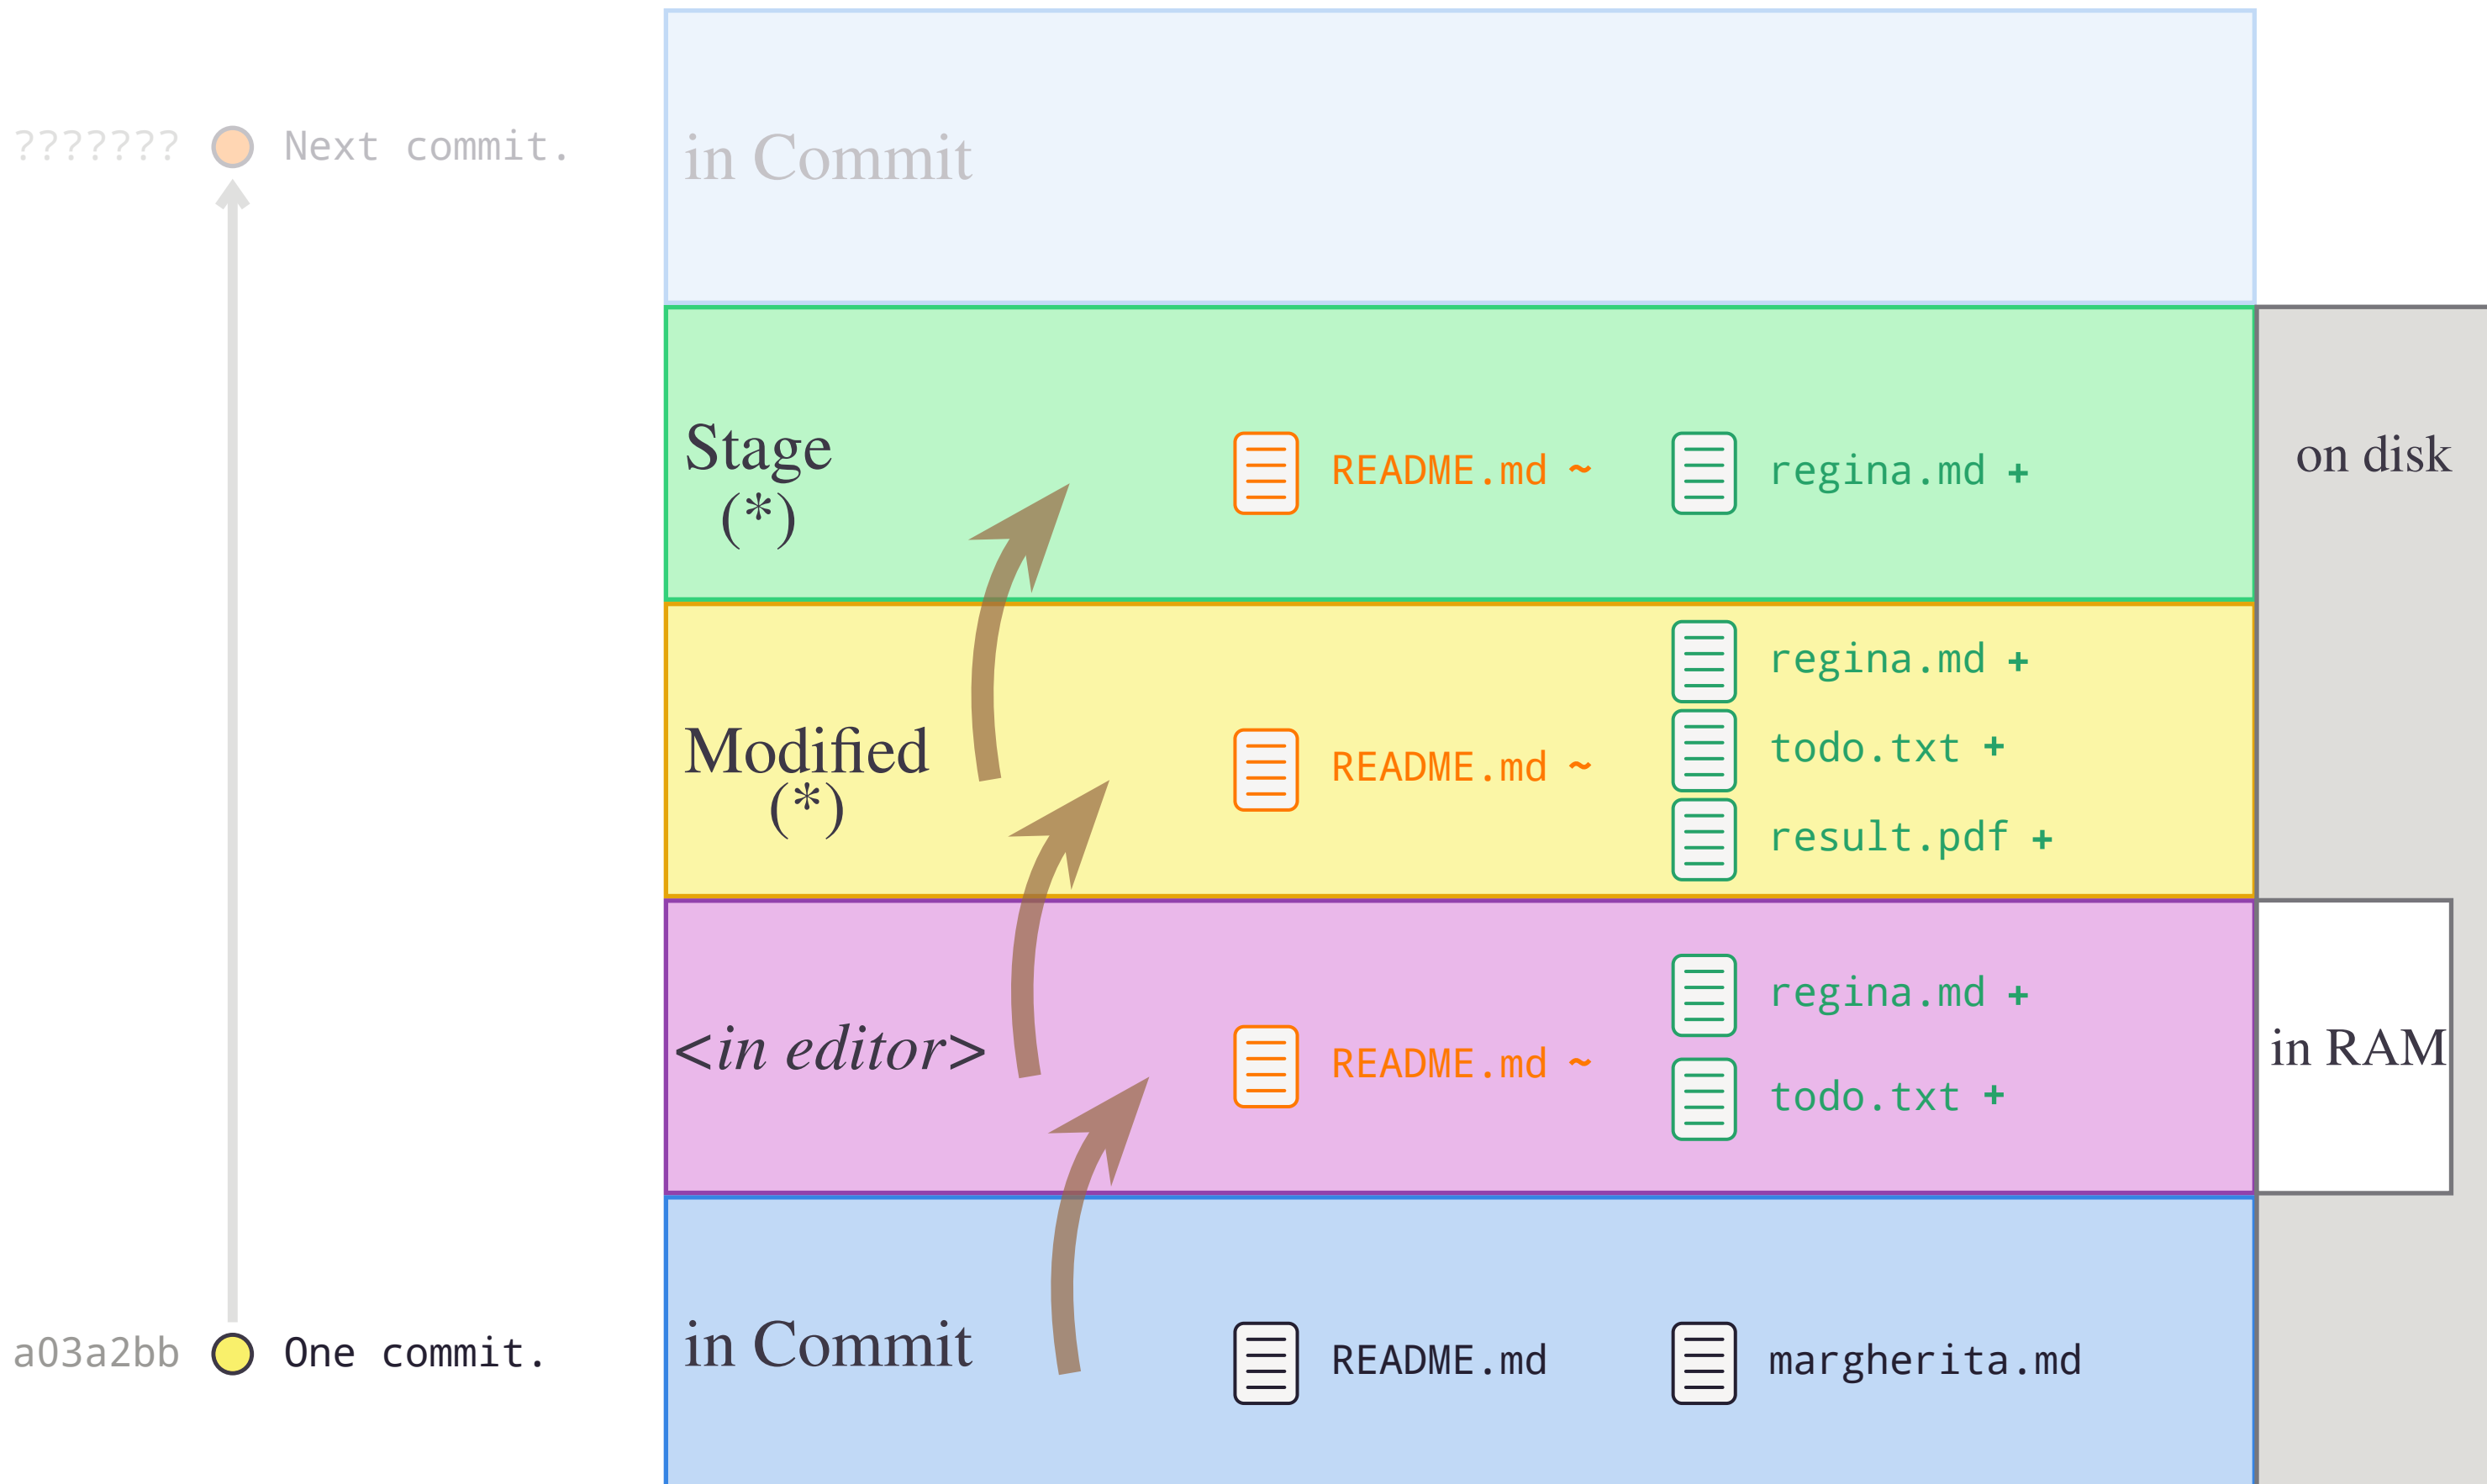 ??????? Next commit.
in Commit
Stage
(*)
README.md ~
regina.md +
on disk
Modified
(*)
README.md ~
regina.md +
todo.txt +
result.pdf +
<in editor>
README.md ~
regina.md +
todo.txt +
in RAM
a03a2bb One commit.
in Commit
README.md
margherita.md